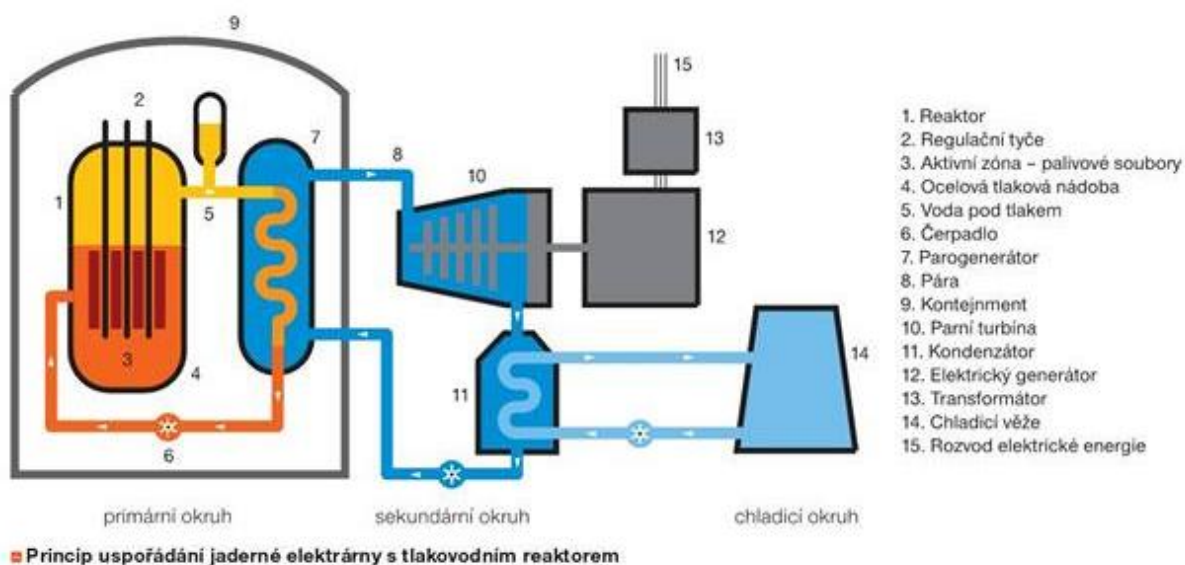 9
15
2
7
1. Reaktor
2. Regulační tyče
3. Aktivní zóna – palivové soubory
4. Ocelová tlaková nádoba
5. Voda pod tlakem
6. Čerpadlo
7. Parogenerátor
8. Pára
9. Kontejnment
10. Parní turbína
11. Kondenzátor
12. Elektrický generátor
13. Transformátor
14. Chladicí věže
15. Rozvod elektrické energie
13
8
10
1
5
12
3
4
11
14
6
primární okruh
sekundární okruh
chladicí okruh
Princip uspořádání jaderné elektrárny s tlakovodním reaktorem